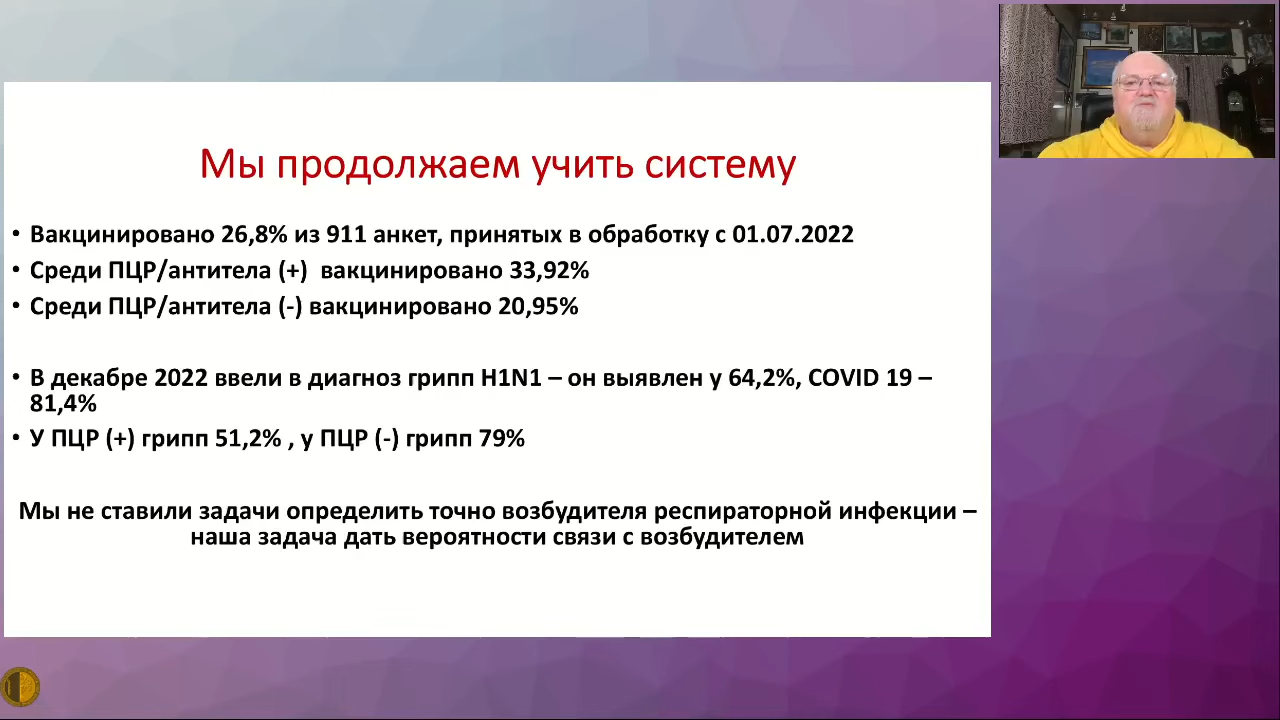 Мы продолжаем учить систему
• Вакцинировано 26,8% из 911 анкет, принятых в обработку с 01.07.2022
• Среди ПЦР/антитела (+)  вакцинировано 33,92%
• Среди ПЦР/антитела (-) вакцинировано 20,95%
• В декабре 2022 ввели в диагноз грипп H1N1 – он выявлен у 64,2%, COVID 19 –
81,4%
• У ПЦР (+) грипп 51,2% , у ПЦР (-) грипп 79%
Мы не ставили задачи определить точно возбудителя респираторной инфекции –
наша задача дать вероятности связи с возбудителем